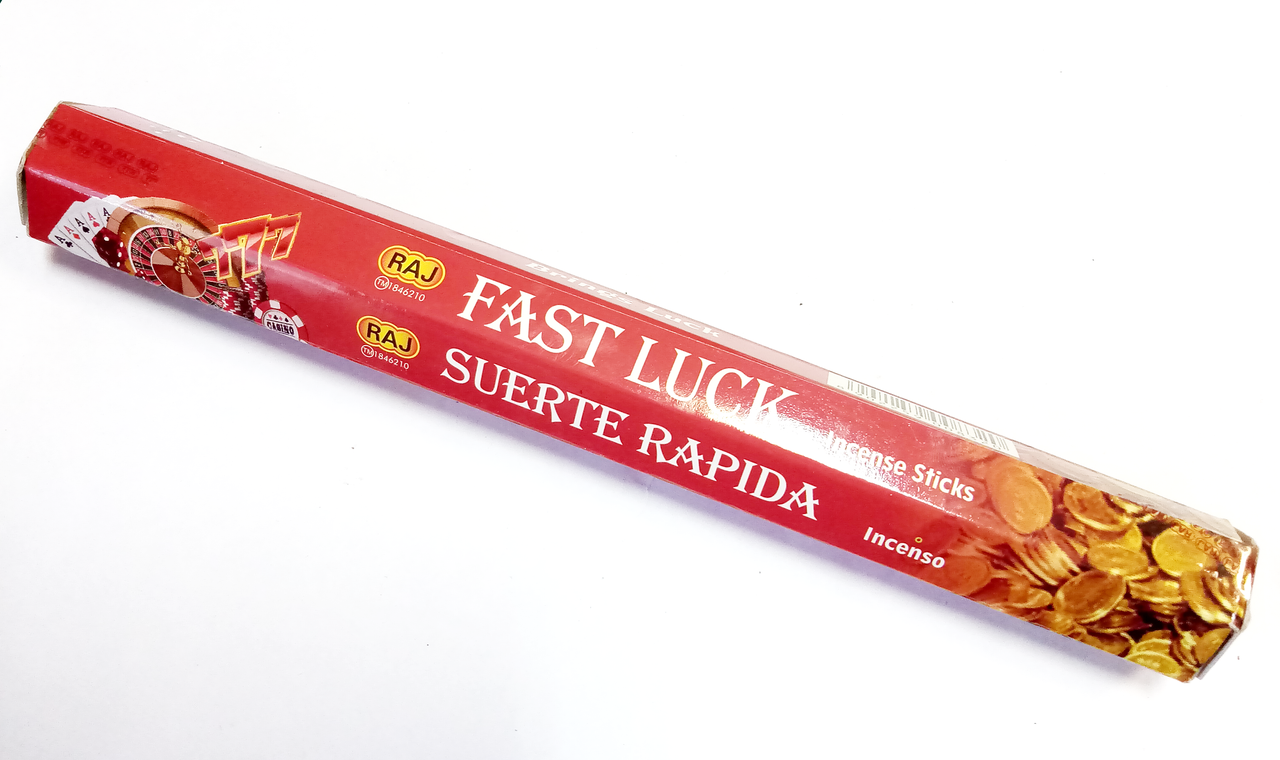 Brings Luck
RAJ
TM 1846210
FAST LUCK
Incense Sticks
RAJ
TM 1846210
SUERTE RAPIDA
Incenso
777
A A A A
CASINO